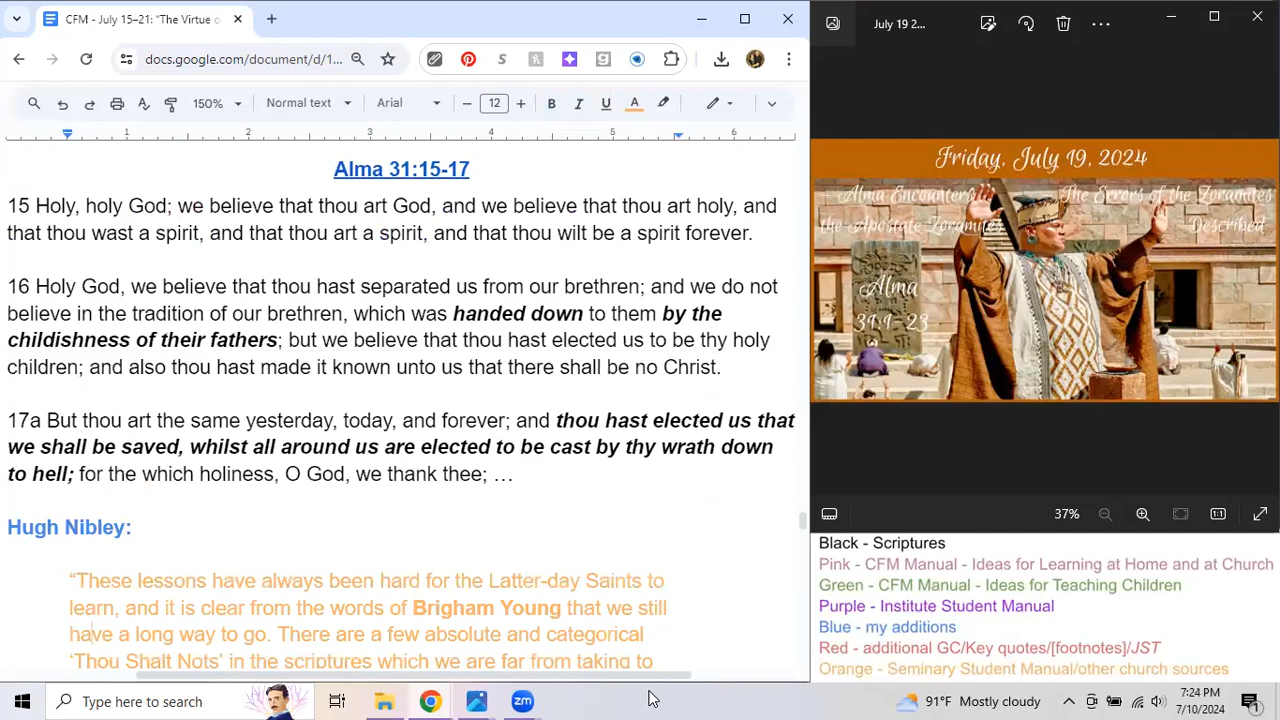 CFM - July 15–21: “The Virtue o
docs.google.com/document/d/1...
150%
Normal text
Arial
12
B
I
U
A
1
2
3
4
5
6
Alma 31:15-17
15 Holy, holy God; we believe that thou art God, and we believe that thou art holy, and
that thou wast a spirit, and that thou art a spirit, and that thou wilt be a spirit forever.
16 Holy God, we believe that thou hast separated us from our brethren; and we do not
believe in the tradition of our brethren, which was handed down to them by the
childishness of their fathers; but we believe that thou hast elected us to be thy holy
children; and also thou hast made it known unto us that there shall be no Christ.
17a But thou art the same yesterday, today, and forever; and thou hast elected us that
we shall be saved, whilst all around us are elected to be cast by thy wrath down
to hell; for the which holiness, O God, we thank thee; …
Hugh Nibley:
“These lessons have always been hard for the Latter-day Saints to
learn, and it is clear from the words of Brigham Young that we still
have a long way to go. There are a few absolute and categorical
‘Thou Shalt Nots’ in the scriptures which we are far from taking to
July 19 2...
Friday, July 19, 2024
Alma Encounters
the Apostate Zoramites
The Errors of the Zoramites
Described
Alma
31:1-23
37%
1:1
Black - Scriptures
Pink - CFM Manual - Ideas for Learning at Home and at Church
Green - CFM Manual - Ideas for Teaching Children
Purple - Institute Student Manual
Blue - my additions
Red - additional GC/Key quotes/[footnotes]/JST
Orange - Seminary Student Manual/other church sources
Type here to search
zm
91°F Mostly cloudy
7:24 PM
7/10/2024
1